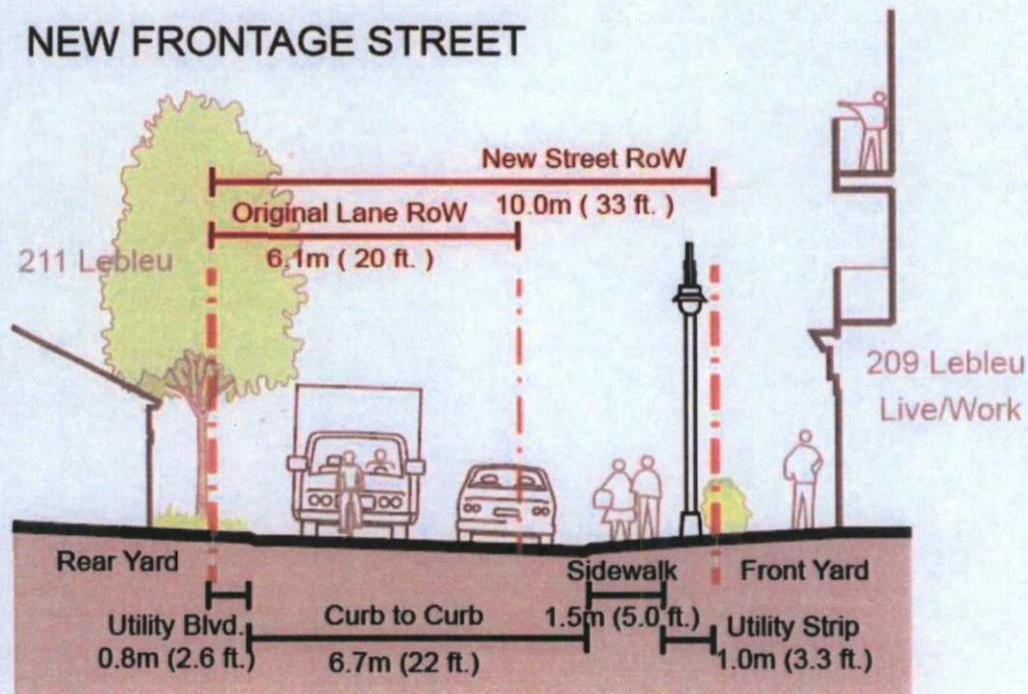 NEW FRONTAGE STREET
New Street RoW
10.0m ( 33 ft. )
Original Lane RoW
6.1m ( 20 ft. )
211 Lebleu
209 Lebleu
Live/Work
Rear Yard
Sidewalk
Front Yard
1.5m (5.0 ft.)
Utility Blvd.
0.8m (2.6 ft.)
Curb to Curb
6.7m (22 ft.)
Utility Strip
1.0m (3.3 ft.)